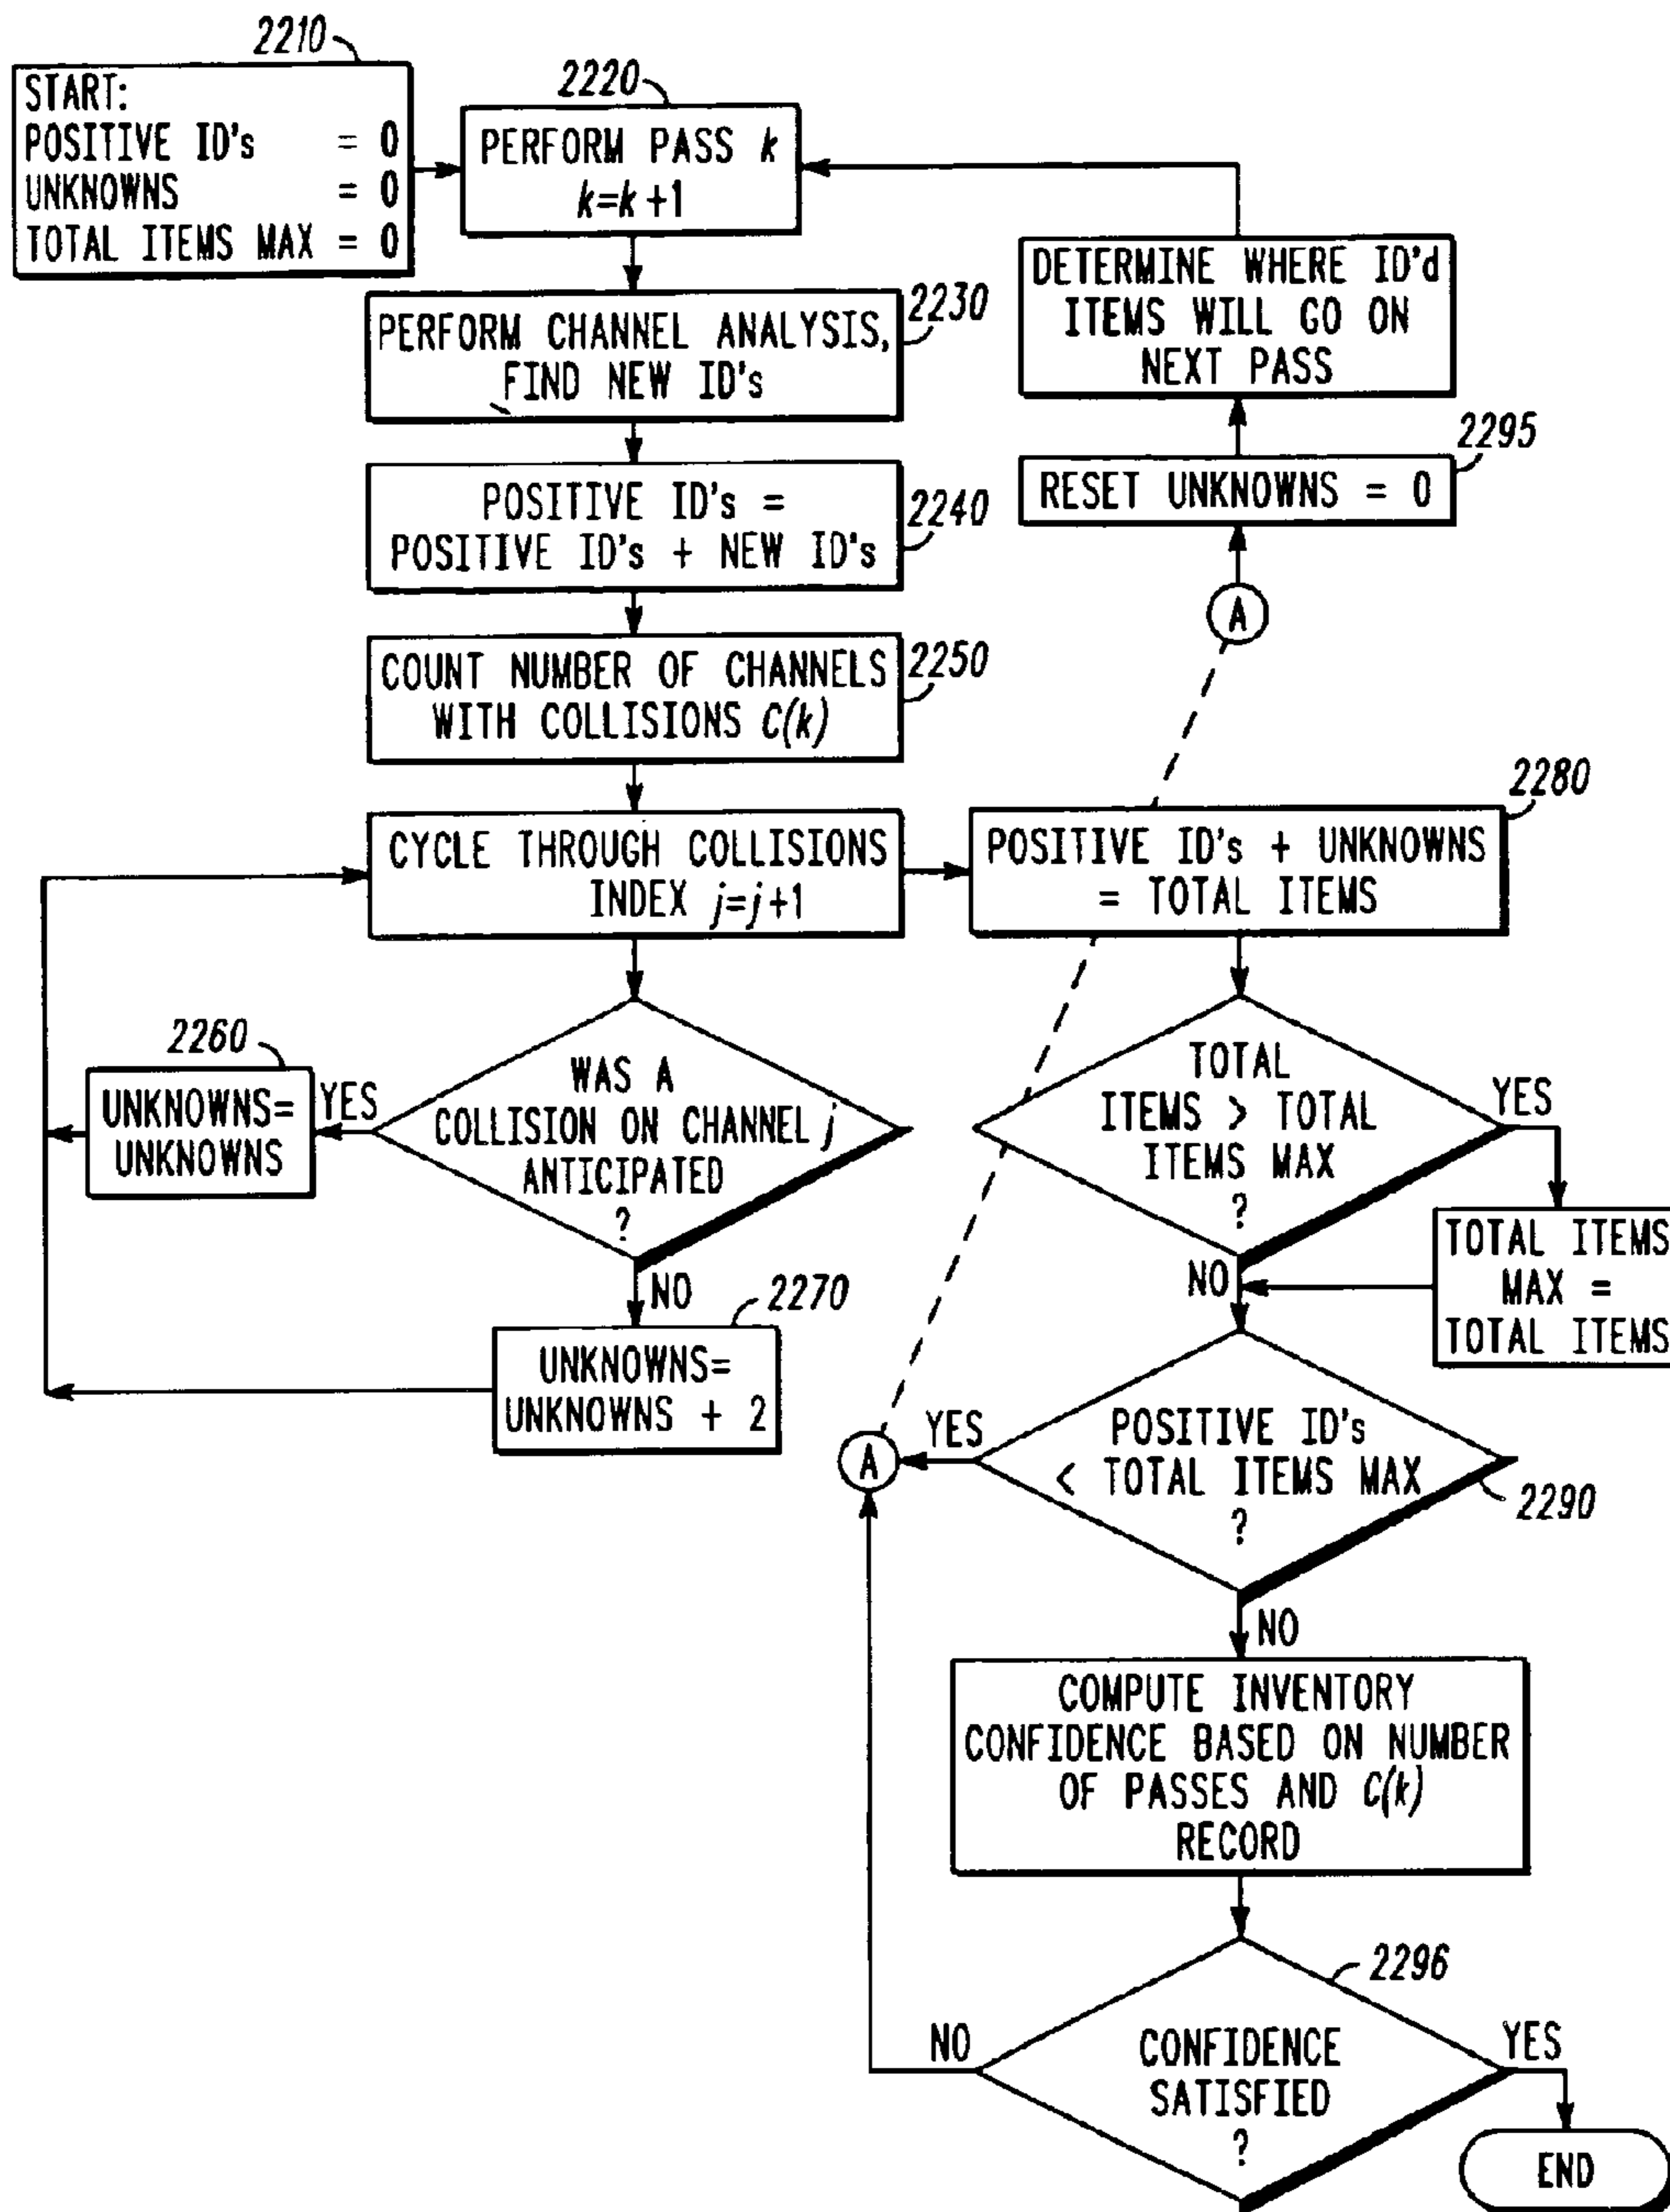 2210
START:
POSITIVE ID's = 0
UNKNOWNS = 0
TOTAL ITEMS MAX = 0
2220
PERFORM PASS k
k=k+1
2230
PERFORM CHANNEL ANALYSIS,
FIND NEW ID's
2240
POSITIVE ID's =
POSITIVE ID's + NEW ID's
2250
COUNT NUMBER OF CHANNELS
WITH COLLISIONS C(k)
CYCLE THROUGH COLLISIONS
INDEX j=j+1
WAS A
COLLISION ON CHANNEL j
ANTICIPATED
?
YES
2260
UNKNOWNS=
UNKNOWNS
NO
2270
UNKNOWNS=
UNKNOWNS + 2
DETERMINE WHERE ID'd
ITEMS WILL GO ON
NEXT PASS
2295
RESET UNKNOWNS = 0
A
2280
POSITIVE ID's + UNKNOWNS
= TOTAL ITEMS
TOTAL
ITEMS > TOTAL
ITEMS MAX
?
YES
TOTAL ITEMS
MAX =
TOTAL ITEMS
NO
POSITIVE ID's
< TOTAL ITEMS MAX
?
2290
YES
A
NO
COMPUTE INVENTORY
CONFIDENCE BASED ON NUMBER
OF PASSES AND C(k)
RECORD
2296
CONFIDENCE
SATISFIED
?
NO
YES
END